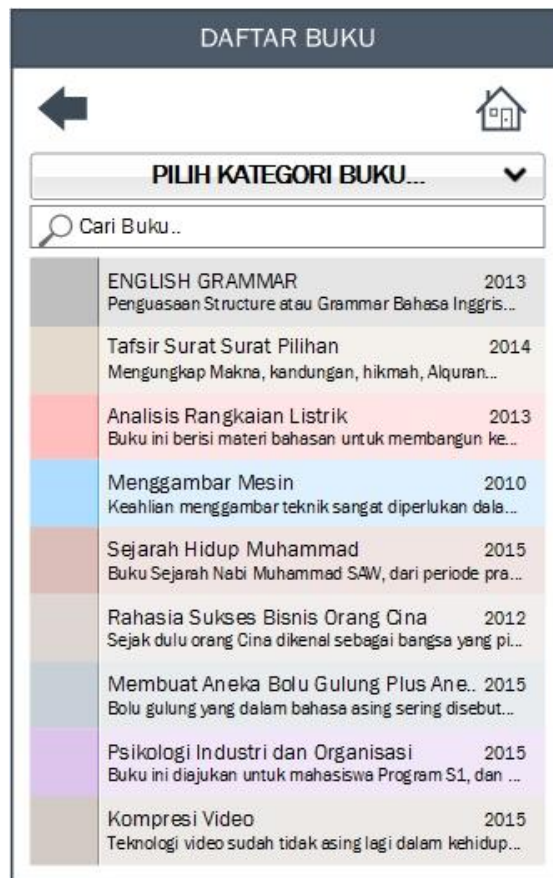 DAFTAR BUKU
PILIH KATEGORI BUKU...
Cari Buku..
ENGLISH GRAMMAR 2013
Penguasaan Structure atau Grammar Bahasa Inggris...
Tafsir Surat Surat Pilihan 2014
Mengungkap Makna, kandungan, hikmah, Alquran...
Analisis Rangkaian Listrik 2013
Buku ini berisi materi bahasan untuk membangun ke...
Menggambar Mesin 2010
Keahlian menggambar teknik sangat diperlukan dala...
Sejarah Hidup Muhammad 2015
Buku Sejarah Nabi Muhammad SAW, dari periode pra...
Rahasia Sukses Bisnis Orang Cina 2012
Sejak dulu orang Cina dikenal sebagai bangsa yang pi...
Membuat Aneka Bolu Gulung Plus Ane.. 2015
Bolu gulung yang dalam bahasa asing sering disebut...
Psikologi Industri dan Organisasi 2015
Buku ini diajukan untuk mahasiswa Program S1, dan ...
Kompresi Video 2015
Teknologi video sudah tidak asing lagi dalam kehidup...